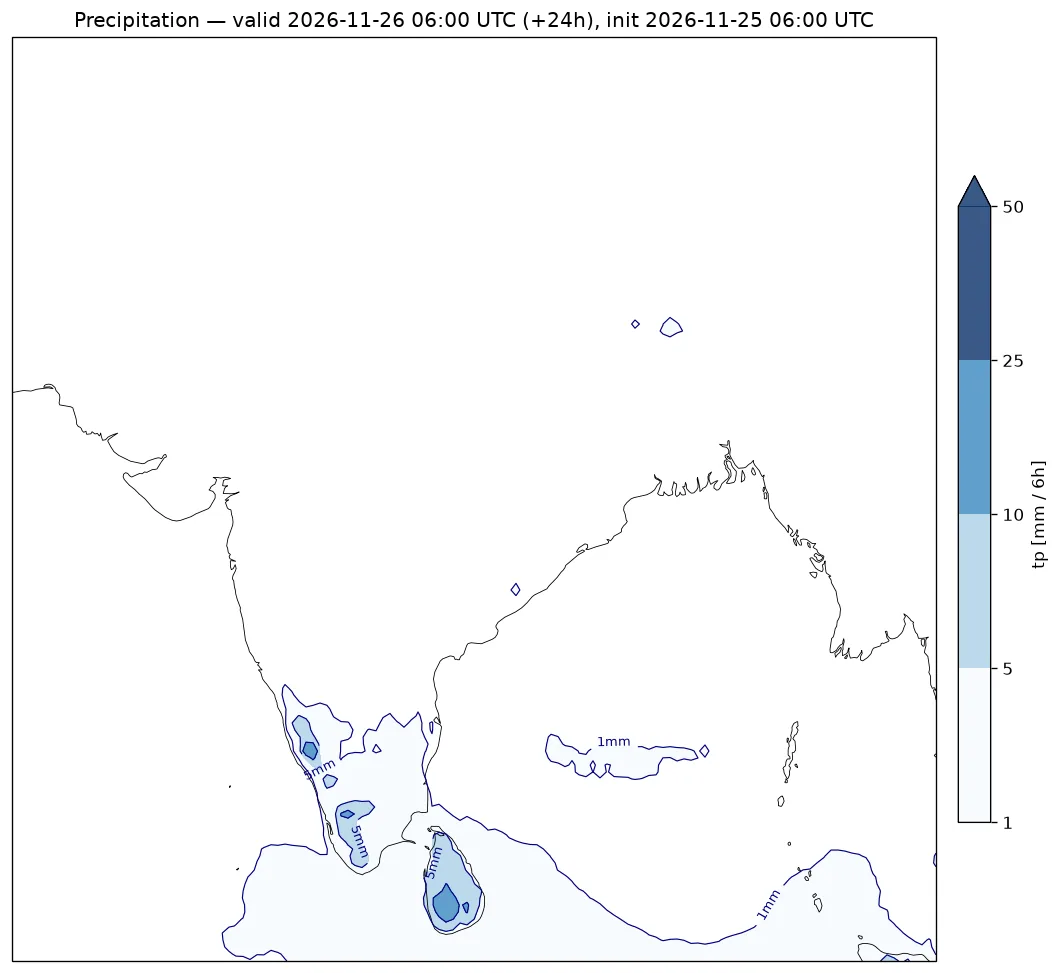 Precipitation — valid 2026-11-26 06:00 UTC (+24h), init 2026-11-25 06:00 UTC
50
25
10
5
1
tp [mm / 6h]
1mm
5mm
5mm
5mm
1mm